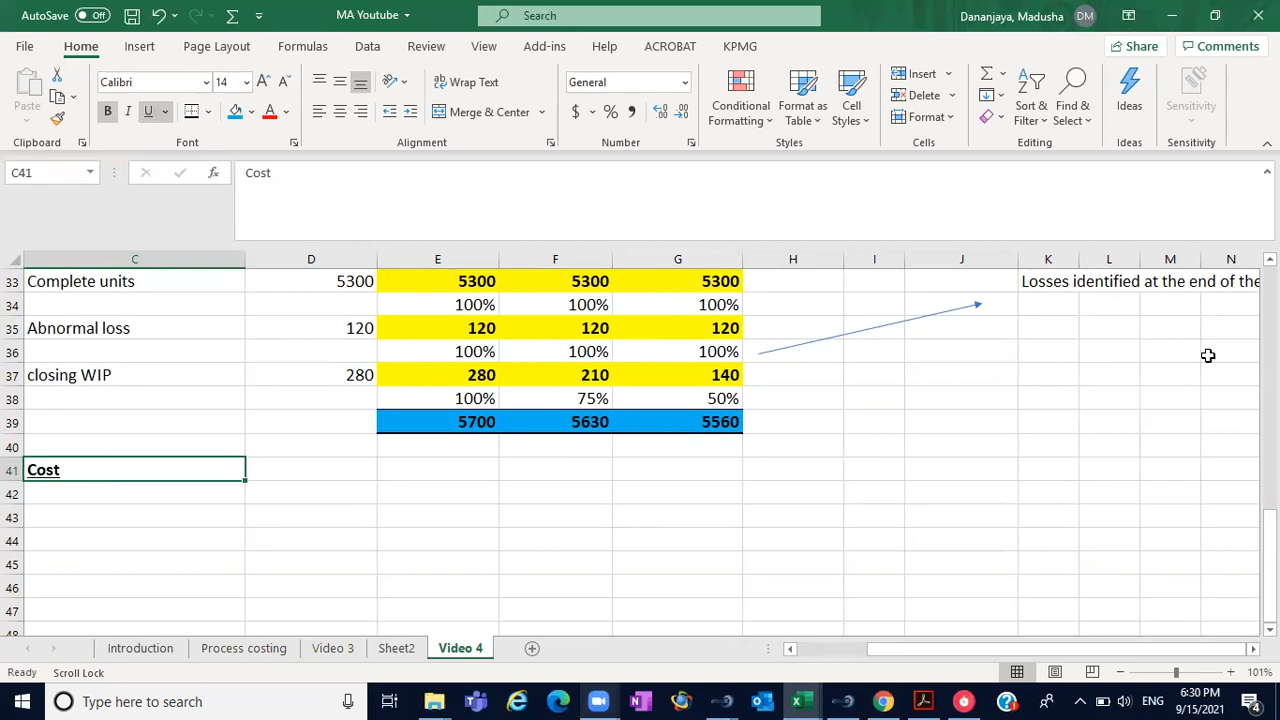 AutoSave Off MA Youtube Search Dananjaya, Madusha DM
File Home Insert Page Layout Formulas Data Review View Add-ins Help ACROBAT KPMG Share Comments
Paste Calibri 14 Wrap Text General Conditional Formatting Format as Table Cell Styles Insert Sort & Filter Find & Select Ideas Sensitivity
B I U Merge & Center $ % Delete
Format
Clipboard Font Alignment Number Styles Cells Editing Ideas Sensitivity
C41 fx Cost
C D E F G H I J K L M N
33 Complete units 5300 5300 5300 5300 Losses identified at the end of the
34 100% 100% 100%
35 Abnormal loss 120 120 120 120
36 100% 100% 100%
37 closing WIP 280 280 210 140
38 100% 75% 50%
39 5700 5630 5560
40
41 Cost
42
43
44
45
46
47
48
Introduction Process costing Video 3 Sheet2 Video 4
Ready Scroll Lock 101%
Type here to search ENG 6:30 PM
9/15/2021 4